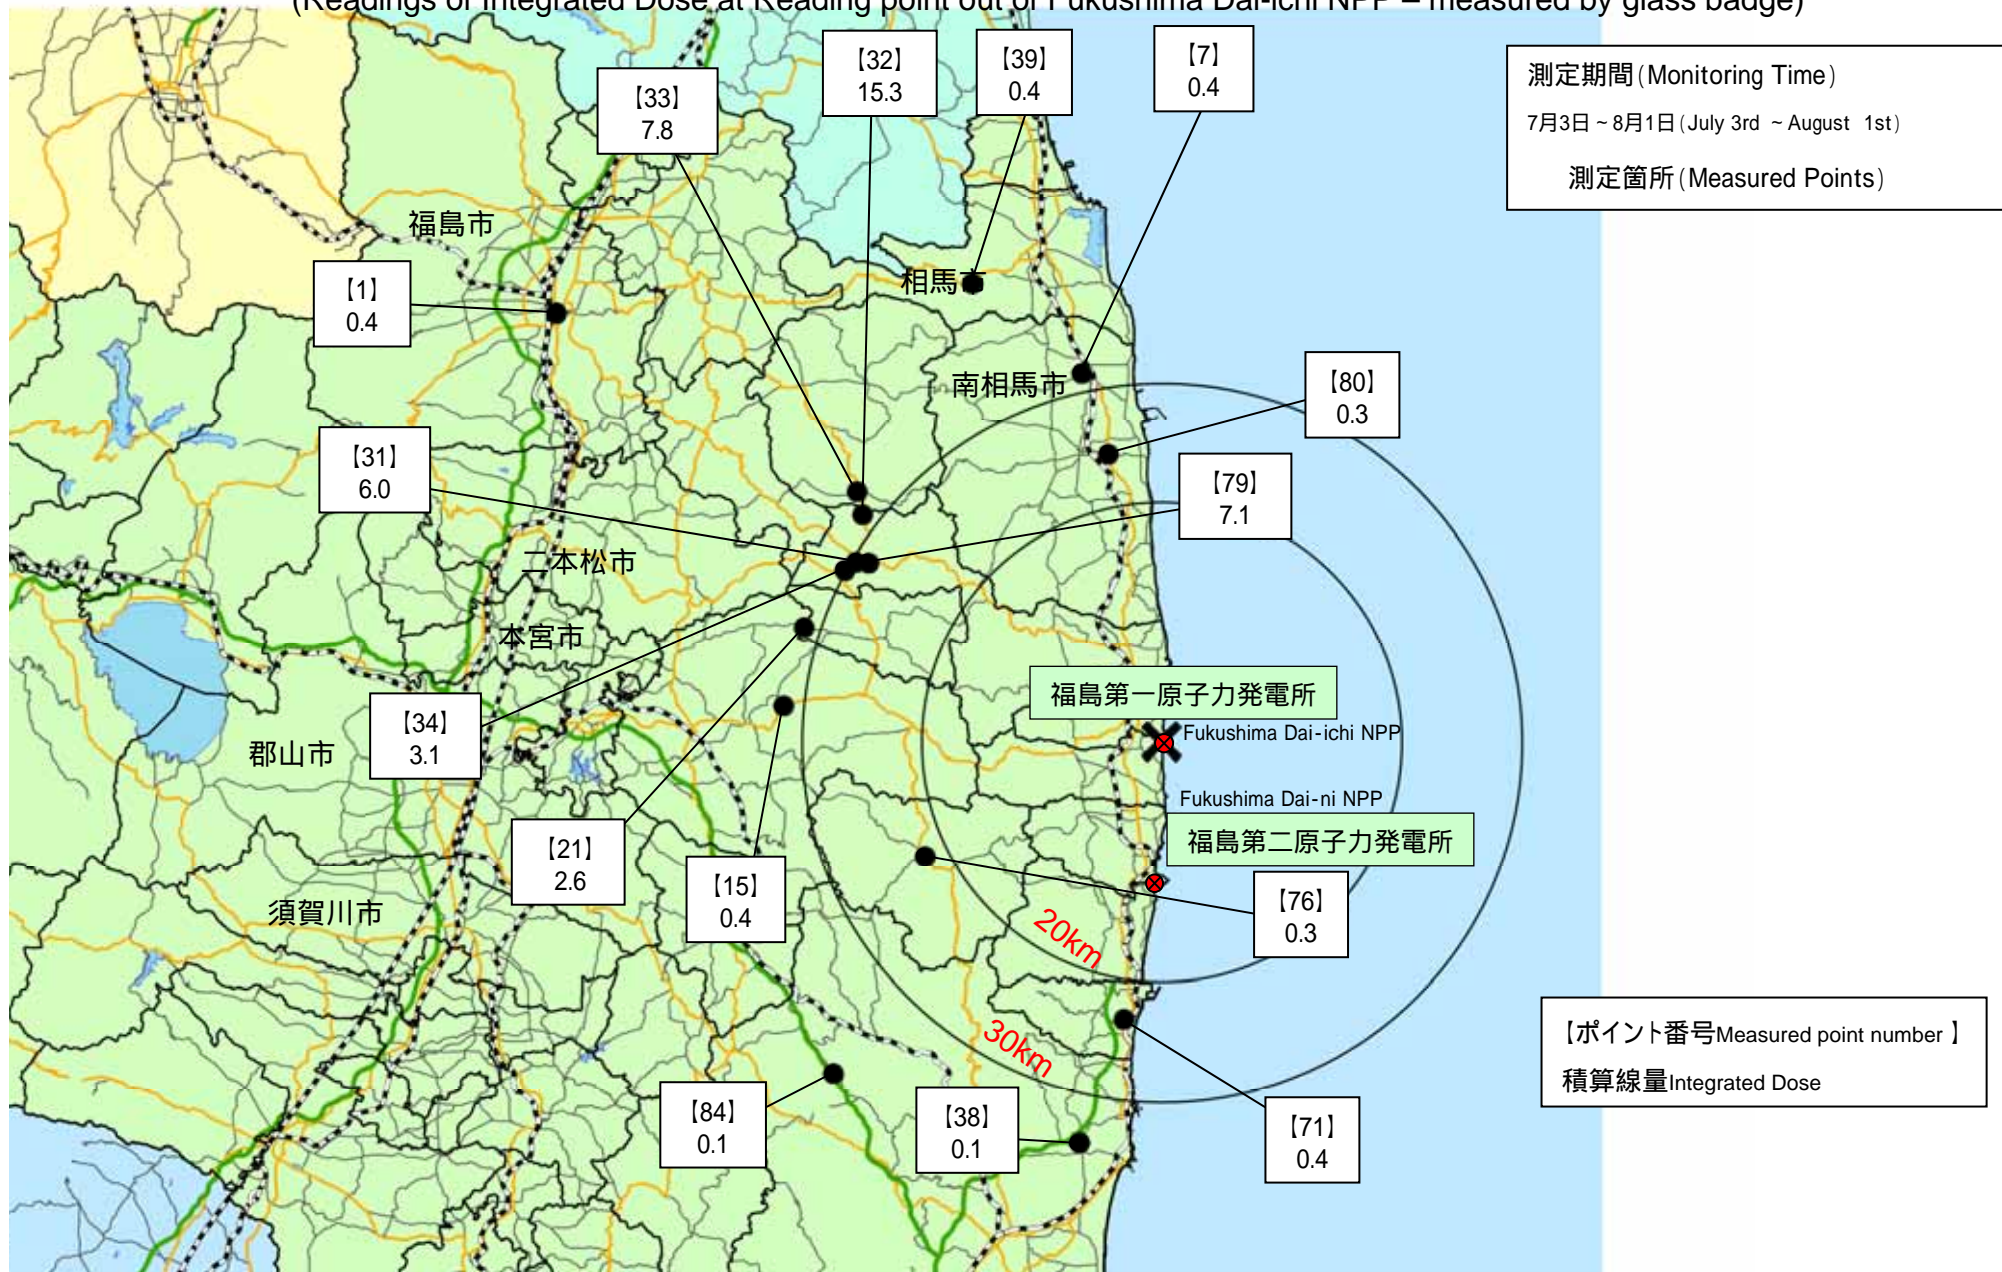 (Readings of Integrated Dose at Reading point out of Fukushima Dai-ichi NPP – measured by glass badge)
測定期間(Monitoring Time)
7月3日 ~ 8月1日(July 3rd ~ August 1st)
測定箇所(Measured Points)
【32】
15.3
【39】
0.4
【7】
0.4
【33】
7.8
福島市
相馬市
【1】
0.4
南相馬市
【80】
0.3
【31】
6.0
【79】
7.1
二本松市
本宮市
福島第一原子力発電所
Fukushima Dai-ichi NPP
【34】
3.1
郡山市
Fukushima Dai-ni NPP
福島第二原子力発電所
【21】
2.6
【15】
0.4
須賀川市
【76】
0.3
20km
30km
【ポイント番号Measured point number 】
積算線量Integrated Dose
【84】
0.1
【38】
0.1
【71】
0.4